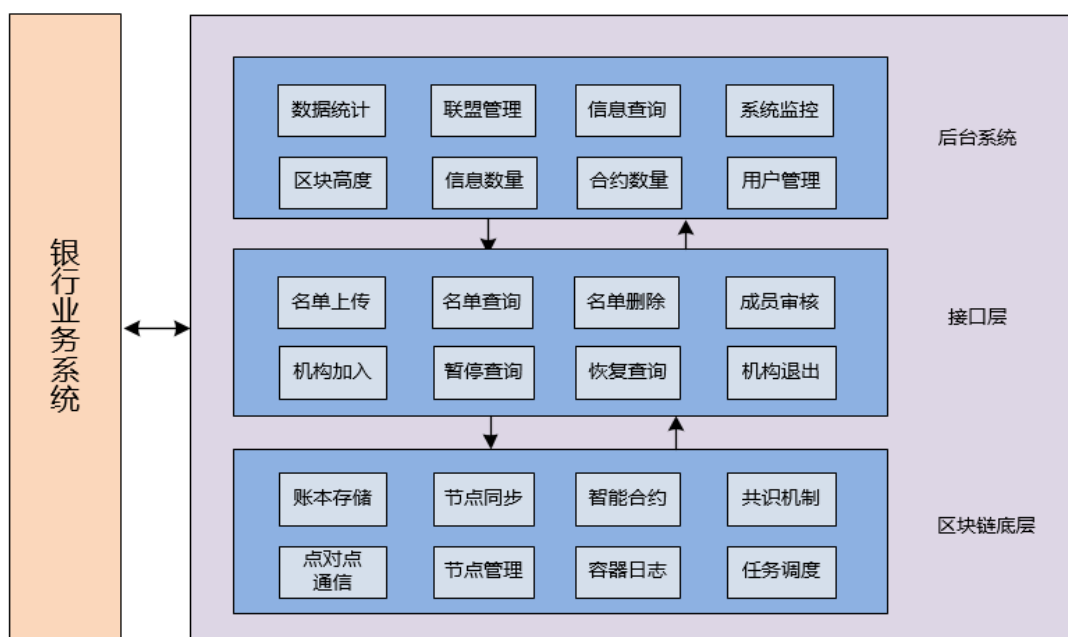 银行业务系统
数据统计
联盟管理
信息查询
系统监控
区块高度
信息数量
合约数量
用户管理
后台系统
名单上传
名单查询
名单删除
成员审核
机构加入
暂停查询
恢复查询
机构退出
接口层
账本存储
节点同步
智能合约
共识机制
点对点
通信
节点管理
容器日志
任务调度
区块链底层